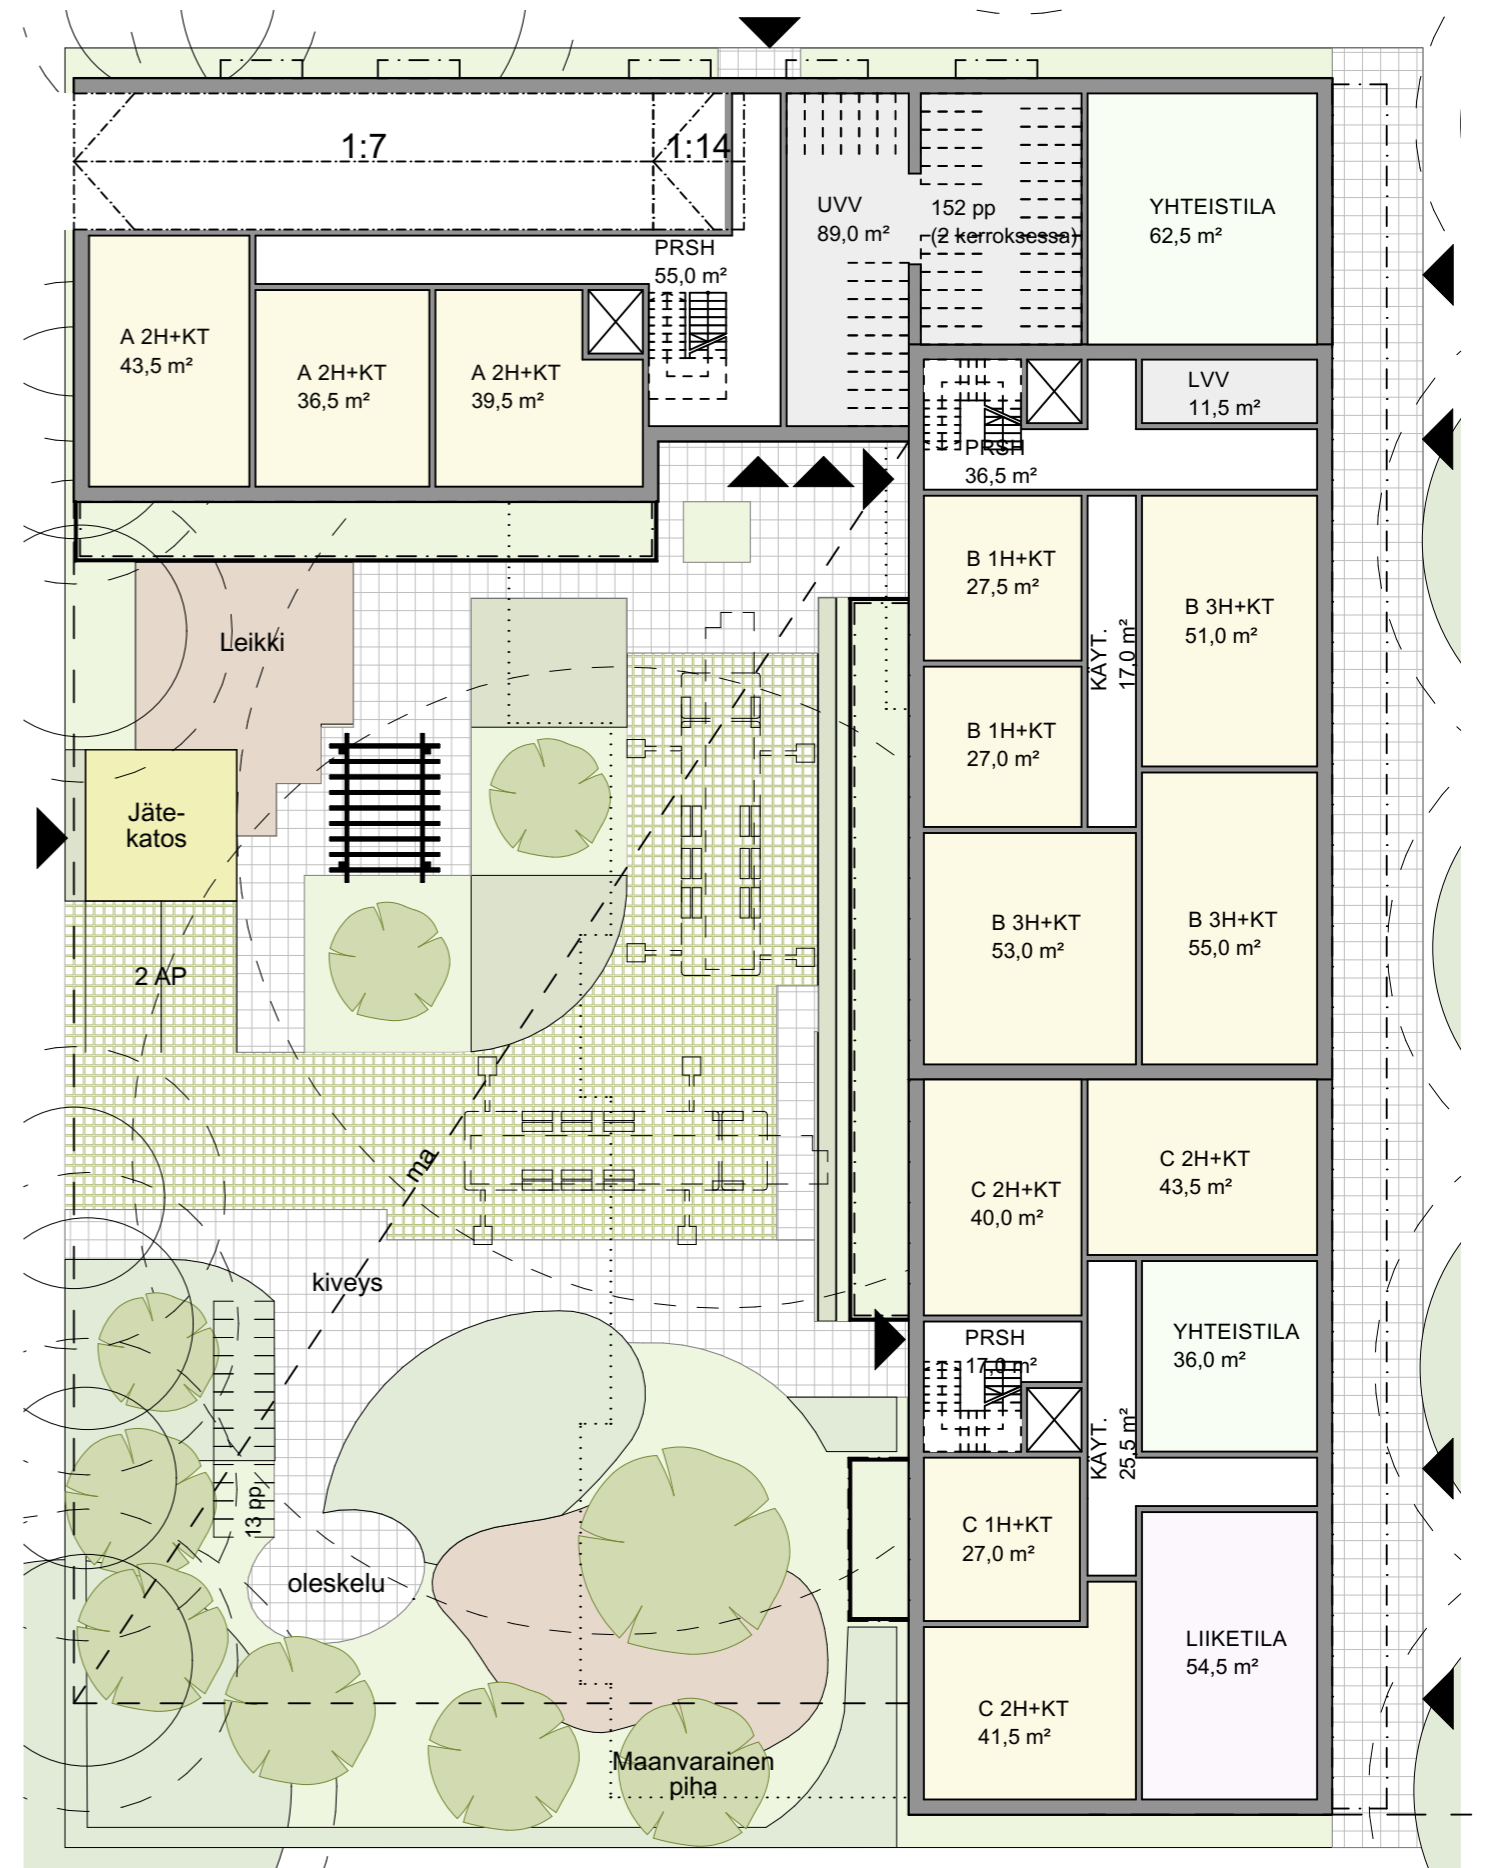 1:7
1:14
UVV
89,0 m²
152 pp
(2 kerroksessa)
YHTEISTILA
62,5 m²
PRSH
55,0 m²
A 2H+KT
43,5 m²
A 2H+KT
36,5 m²
A 2H+KT
39,5 m²
LVV
11,5 m²
PRSH
36,5 m²
B 1H+KT
27,5 m²
KÄYT.
17,0 m²
B 3H+KT
51,0 m²
Leikki
B 1H+KT
27,0 m²
Jäte-
katos
B 3H+KT
53,0 m²
B 3H+KT
55,0 m²
2 AP
ma
C 2H+KT
40,0 m²
C 2H+KT
43,5 m²
kiveys
PRSH
17,0 m²
YHTEISTILA
36,0 m²
KÄYT.
25,5 m²
13 pp
C 1H+KT
27,0 m²
oleskelu
LIIKETILA
54,5 m²
C 2H+KT
41,5 m²
Maanvarainen
piha